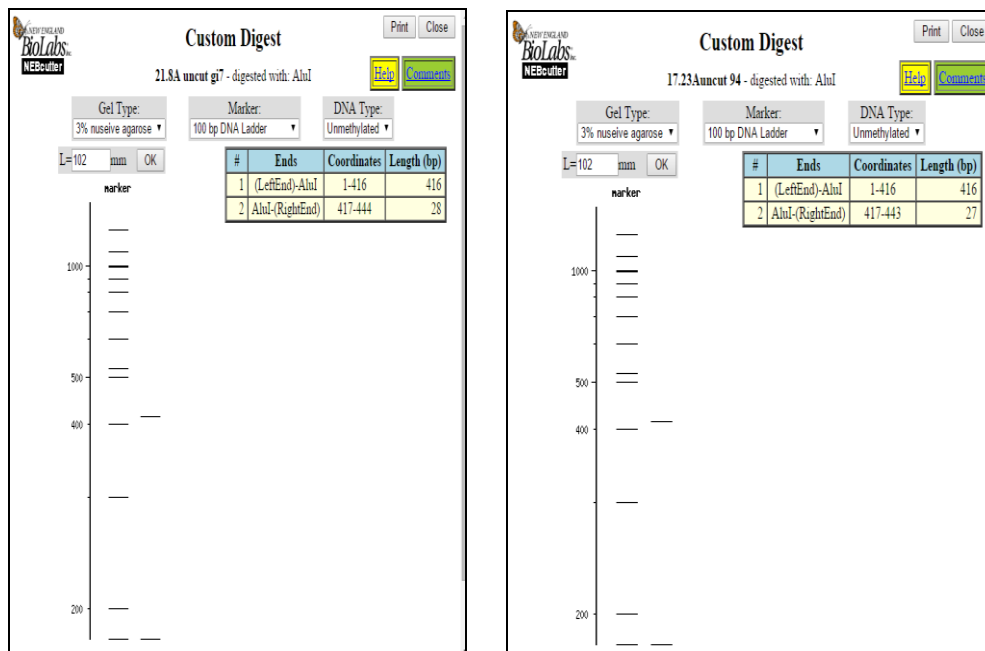 NEW ENGLAND
BioLabs Inc.
NEBcutter
Custom Digest
Print Close
21.8A uncut gi7 - digested with: AluI
Help Comments
Gel Type: Marker: DNA Type:
3% nuseive agarose 100 bp DNA Ladder Unmethylated
L= 102 mm OK
# Ends Coordinates Length (bp)
1 (LeftEnd)-AluI 1-416 416
2 AluI-(RightEnd) 417-444 28
marker
1000
500
400
200
NEW ENGLAND
BioLabs Inc.
NEBcutter
Custom Digest
Print Close
17.23Auncut 94 - digested with: AluI
Help Comments
Gel Type: Marker: DNA Type:
3% nuseive agarose 100 bp DNA Ladder Unmethylated
L= 102 mm OK
# Ends Coordinates Length (bp)
1 (LeftEnd)-AluI 1-416 416
2 AluI-(RightEnd) 417-443 27
marker
1000
500
400
200